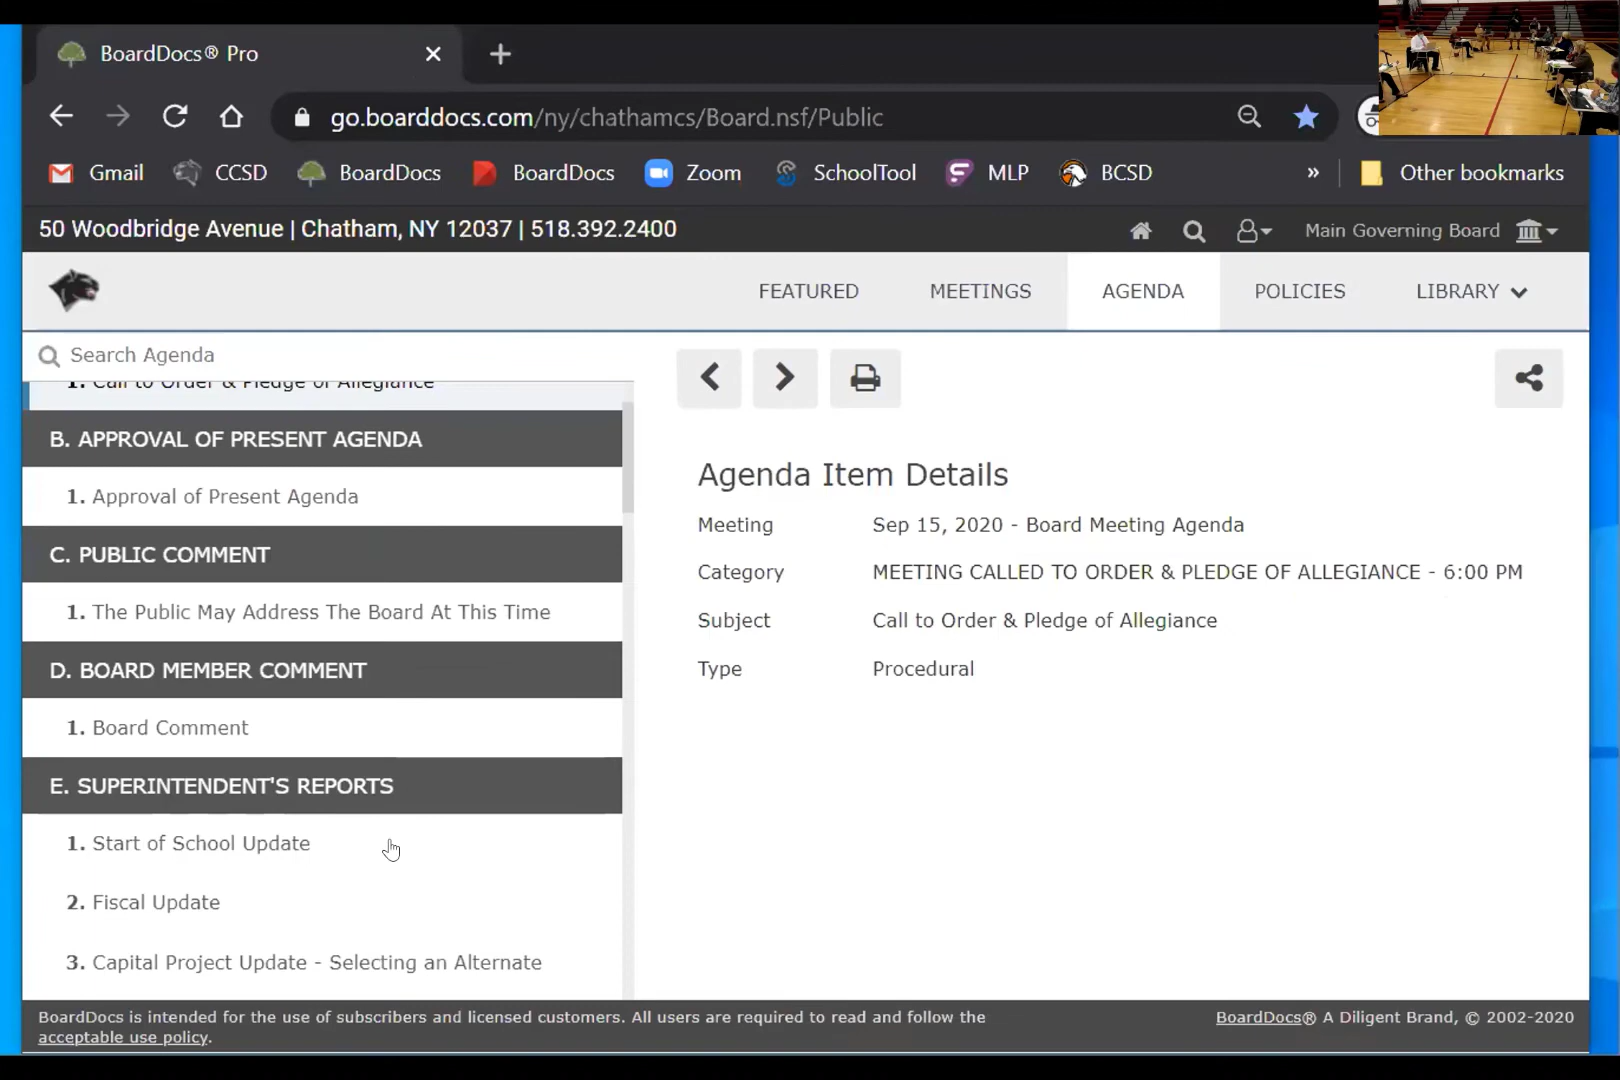 BoardDocs® Pro
go.boarddocs.com/ny/chathamcs/Board.nsf/Public
Gmail CCSD BoardDocs BoardDocs Zoom SchoolTool MLP BCSD » Other bookmarks
50 Woodbridge Avenue | Chatham, NY 12037 | 518.392.2400 Main Governing Board
FEATURED MEETINGS AGENDA POLICIES LIBRARY
Search Agenda
1. Call to Order & Pledge of Allegiance
B. APPROVAL OF PRESENT AGENDA
1. Approval of Present Agenda
C. PUBLIC COMMENT
1. The Public May Address The Board At This Time
D. BOARD MEMBER COMMENT
1. Board Comment
E. SUPERINTENDENT'S REPORTS
1. Start of School Update
2. Fiscal Update
3. Capital Project Update - Selecting an Alternate
Agenda Item Details
Meeting Sep 15, 2020 - Board Meeting Agenda
Category MEETING CALLED TO ORDER & PLEDGE OF ALLEGIANCE - 6:00 PM
Subject Call to Order & Pledge of Allegiance
Type Procedural
BoardDocs is intended for the use of subscribers and licensed customers. All users are required to read and follow the
acceptable use policy.
BoardDocs® A Diligent Brand, © 2002-2020